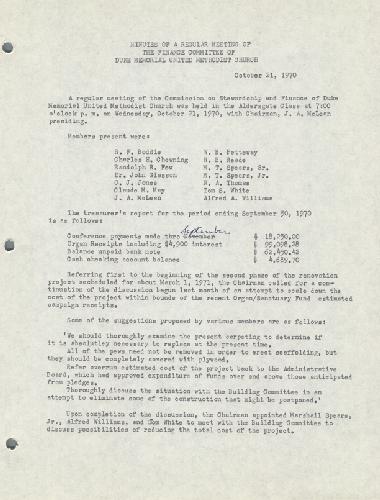 MINUTES OF A REGULAR MEETING OF
THE FINANCE COMMITTEE OF
DUKE MEMORIAL UNITED METHODIST CHURCH
October 21, 1970
A regular meeting of the Commission on Stewardship and Finance of Duke
Memorial United Methodist Church was held in the Aldersgate Class at 7:00
o'clock p. m. on Wednesday, October 21, 1970, with Chairman, J. A. McLean
presiding.
Members present were:
R. F. Boddie W. E. Pettaway
Charles H. Chewning H. E. Reece
Randolph R. Few M. T. Spears, Sr.
Dr. John Glasson M. T. Spears, Jr.
O. J. Jones R. A. Thomas
Claude M. May Tom S. White
J. A. McLean Alfred A. Williams
The treasurer's report for the period ending September 30, 1970
is as follows:
September
Conference payments made thru $ 18,750.00
Organ Receipts including $4,900 interest $ 95,098.28
Balance unpaid bank note $ 62,450.42
Cash checking account balance $ 4,689.70
Referring first to the beginning of the second phase of the renovation
project scheduled for about March 1, 1971, the Chairman called for a con-
tinuation of the discussion begun last month of an attempt to scale down the
cost of the project within bounds of the recent Organ/Sanctuary Fund estimated
campaign receipts.
Some of the suggestions proposed by various members are as follows:
'We should thoroughly examine the present carpeting to determine if
it is absolutely necessary to replace at the present time.
All of the pews need not be removed in order to erect scaffolding, but
they should be completely covered with plywood.
Refer overrun estimated cost of the project back to the Administrative
Board, which had approved expenditure of funds over and above those anticipated
from pledges.
Thoroughly discuss the situation with the Building Committee in an
attempt to eliminate some of the construction that might be postponed.'
Upon completion of the discussion, the Chairman appointed Marshall Spears,
Jr., Alfred Williams, and White to meet with the Building Committee to
discuss possibilities of reducing the total cost of the project.